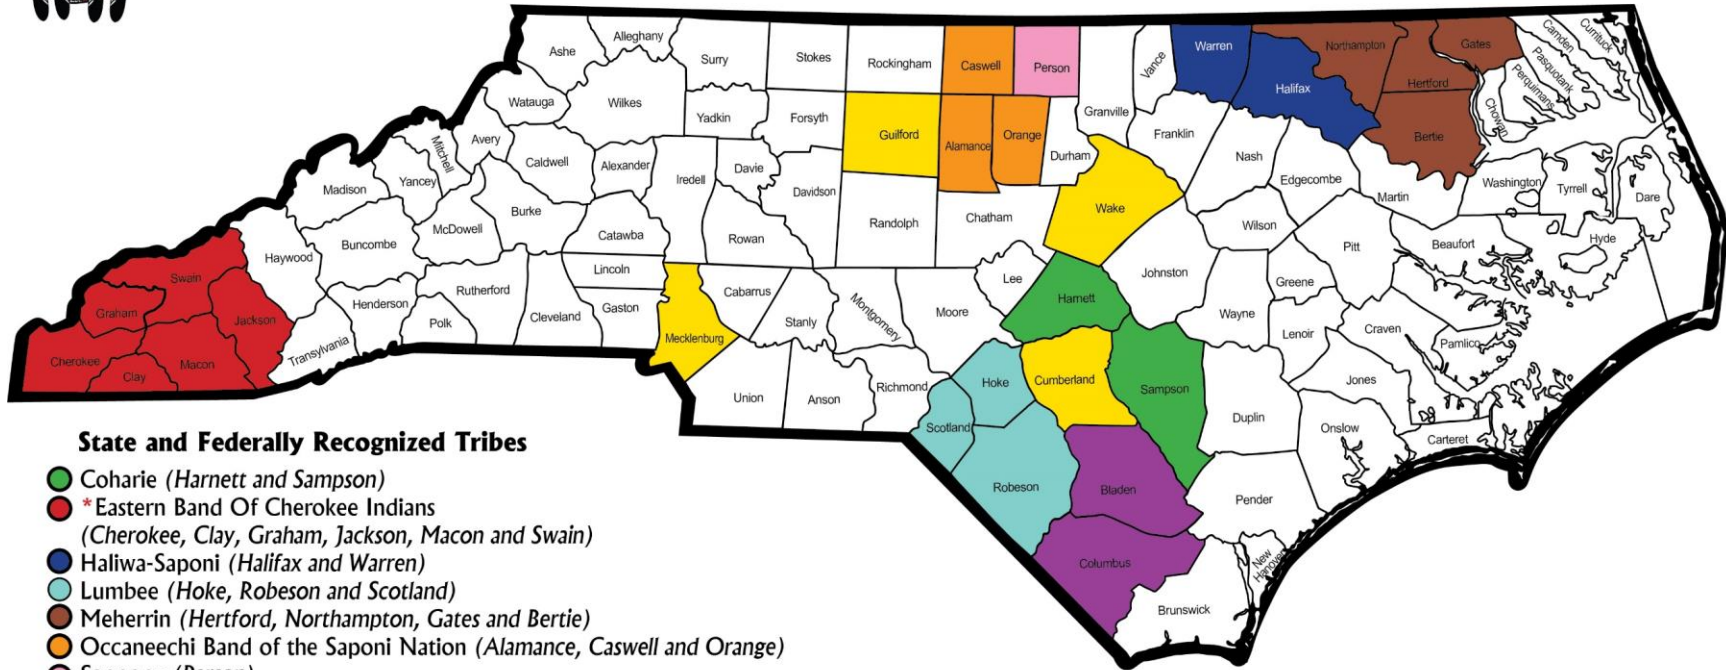 Ashe
Alleghany
Surry
Stokes
Rockingham
Caswell
Person
Vance
Warren
Northampton
Gates
Camden
Currituck
Pasquotank
Perquimans
Chowan
Hertford
Halifax
Watauga
Wilkes
Yadkin
Forsyth
Guilford
Alamance
Orange
Durham
Granville
Franklin
Bertie
Mitchell
Avery
Caldwell
Alexander
Iredell
Davie
Davidson
Nash
Edgecombe
Martin
Washington
Tyrrell
Dare
Madison
Yancey
Burke
McDowell
Catawba
Rowan
Randolph
Chatham
Wake
Wilson
Pitt
Beaufort
Hyde
Haywood
Buncombe
Swain
Lincoln
Lee
Johnston
Greene
Graham
Jackson
Henderson
Rutherford
Polk
Cleveland
Gaston
Cabarrus
Stanly
Montgomery
Moore
Harnett
Wayne
Lenoir
Craven
Pamlico
Cherokee
Clay
Macon
Transylvania
Mecklenburg
Union
Anson
Richmond
Hoke
Cumberland
Sampson
Duplin
Jones
Onslow
Carteret
Scotland
Robeson
Bladen
Pender
Columbus
New
Hanover
Brunswick
State and Federally Recognized Tribes
Coharie (Harnett and Sampson)
*Eastern Band Of Cherokee Indians
(Cherokee, Clay, Graham, Jackson, Macon and Swain)
Haliwa-Saponi (Halifax and Warren)
Lumbee (Hoke, Robeson and Scotland)
Meherrin (Hertford, Northampton, Gates and Bertie)
Occaneechi Band of the Saponi Nation (Alamance, Caswell and Orange)